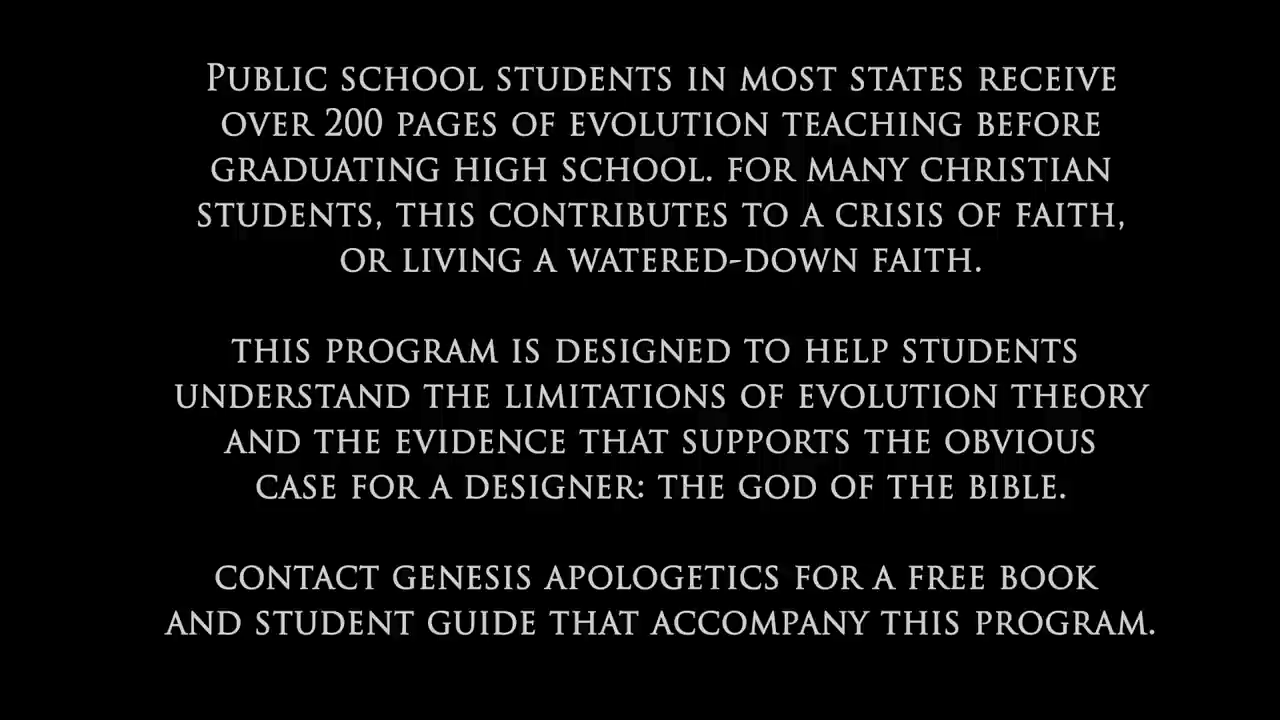 Public school students in most states receive
over 200 pages of evolution teaching before
graduating high school. for many christian
students, this contributes to a crisis of faith,
or living a watered-down faith.
this program is designed to help students
understand the limitations of evolution theory
and the evidence that supports the obvious
case for a designer: the god of the bible.
contact genesis apologetics for a free book
and student guide that accompany this program.